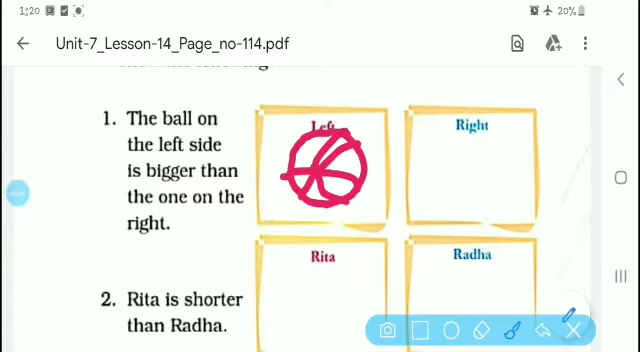 1:20
20%
Unit-7_Lesson-14_Page_no-114.pdf
1. The ball on
the left side
is bigger than
the one on the
right.
Left
Right
Rita
Radha
2. Rita is shorter
than Radha.